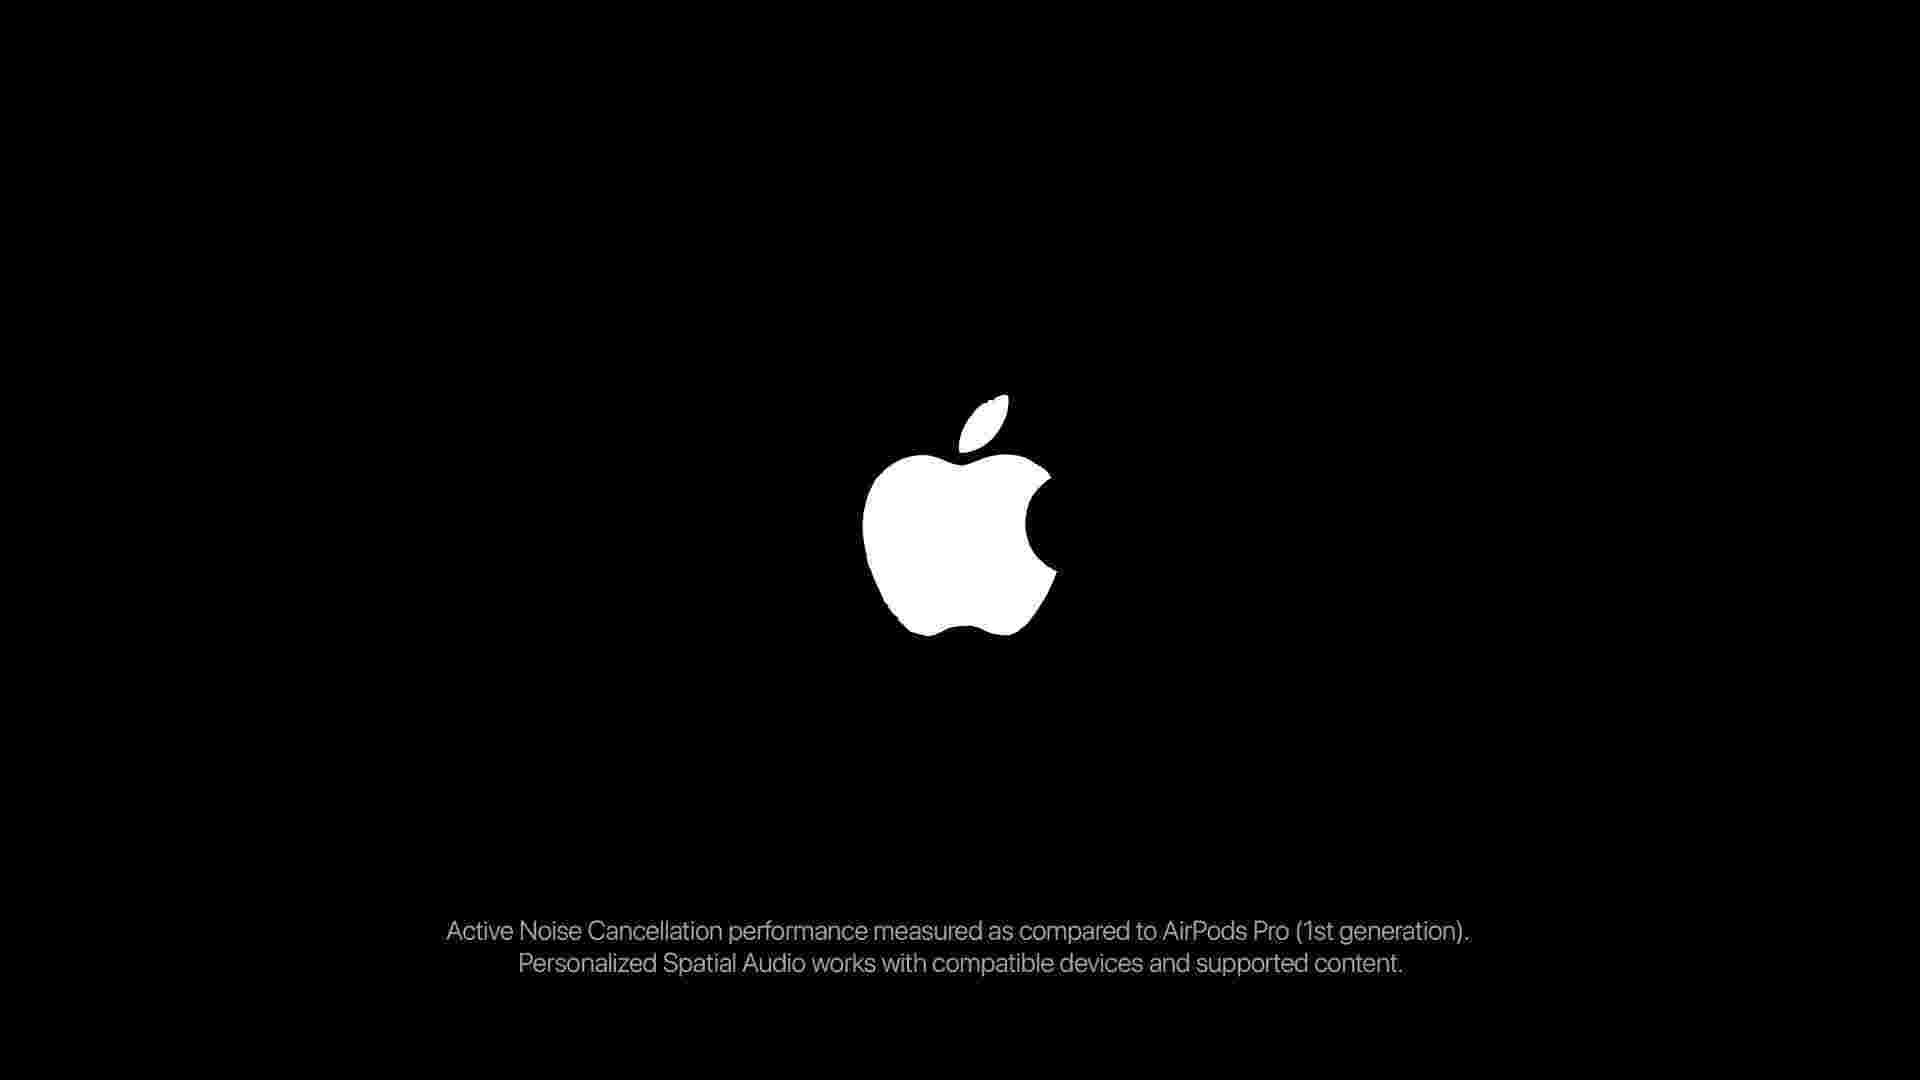 Active Noise Cancellation performance measured as compared to AirPods Pro (1st generation).
Personalized Spatial Audio works with compatible devices and supported content.